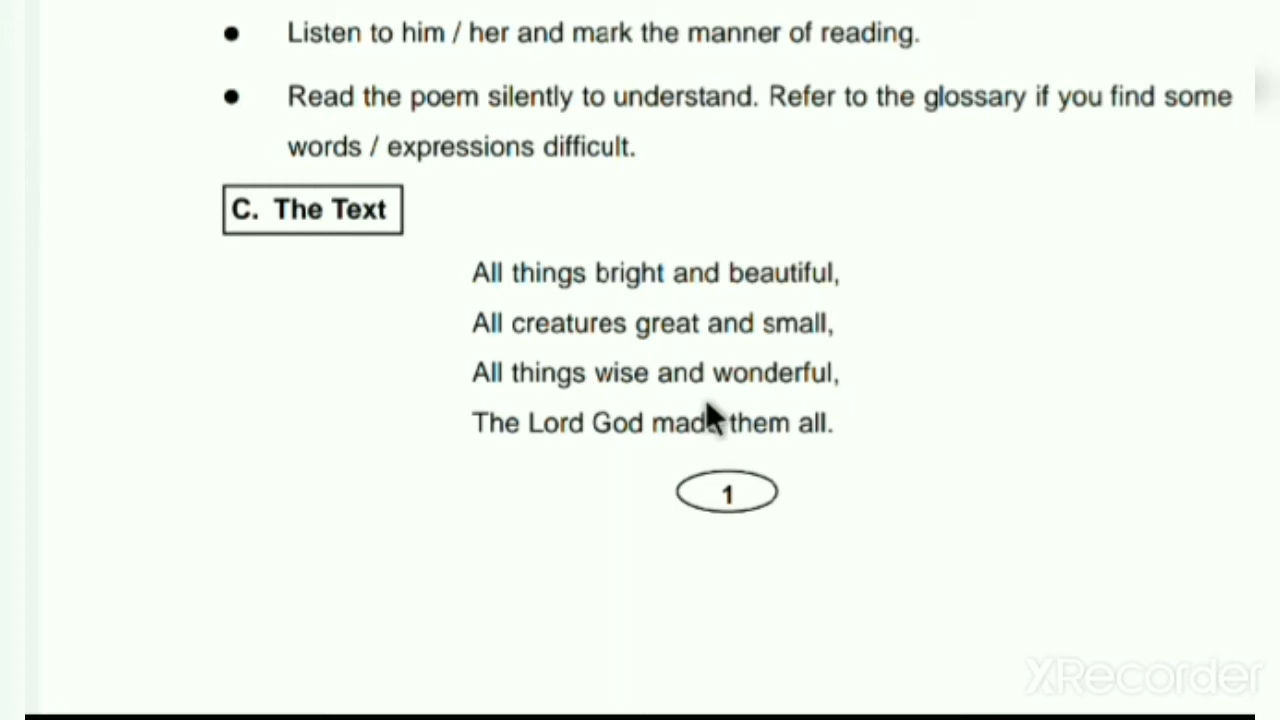 ● Listen to him / her and mark the manner of reading.
● Read the poem silently to understand. Refer to the glossary if you find some
words / expressions difficult.
C. The Text
All things bright and beautiful,
All creatures great and small,
All things wise and wonderful,
The Lord God made them all.
1
XRecorder